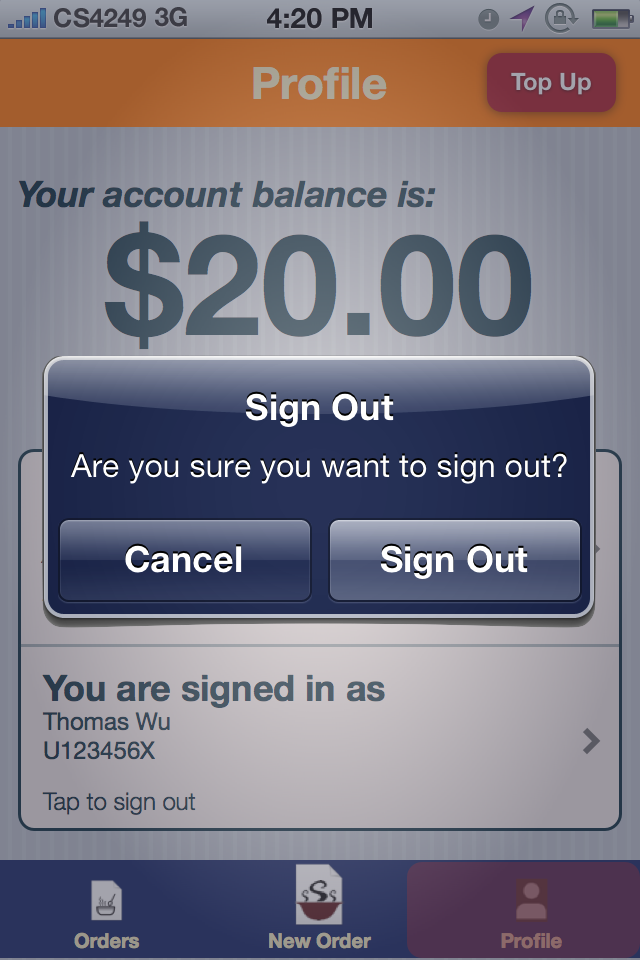 CS4249 3G 4:20 PM
Profile
Top Up
Your account balance is:
$20.00
Sign Out
Are you sure you want to sign out?
Cancel Sign Out
You are signed in as
Thomas Wu
U123456X
Tap to sign out
Orders New Order Profile